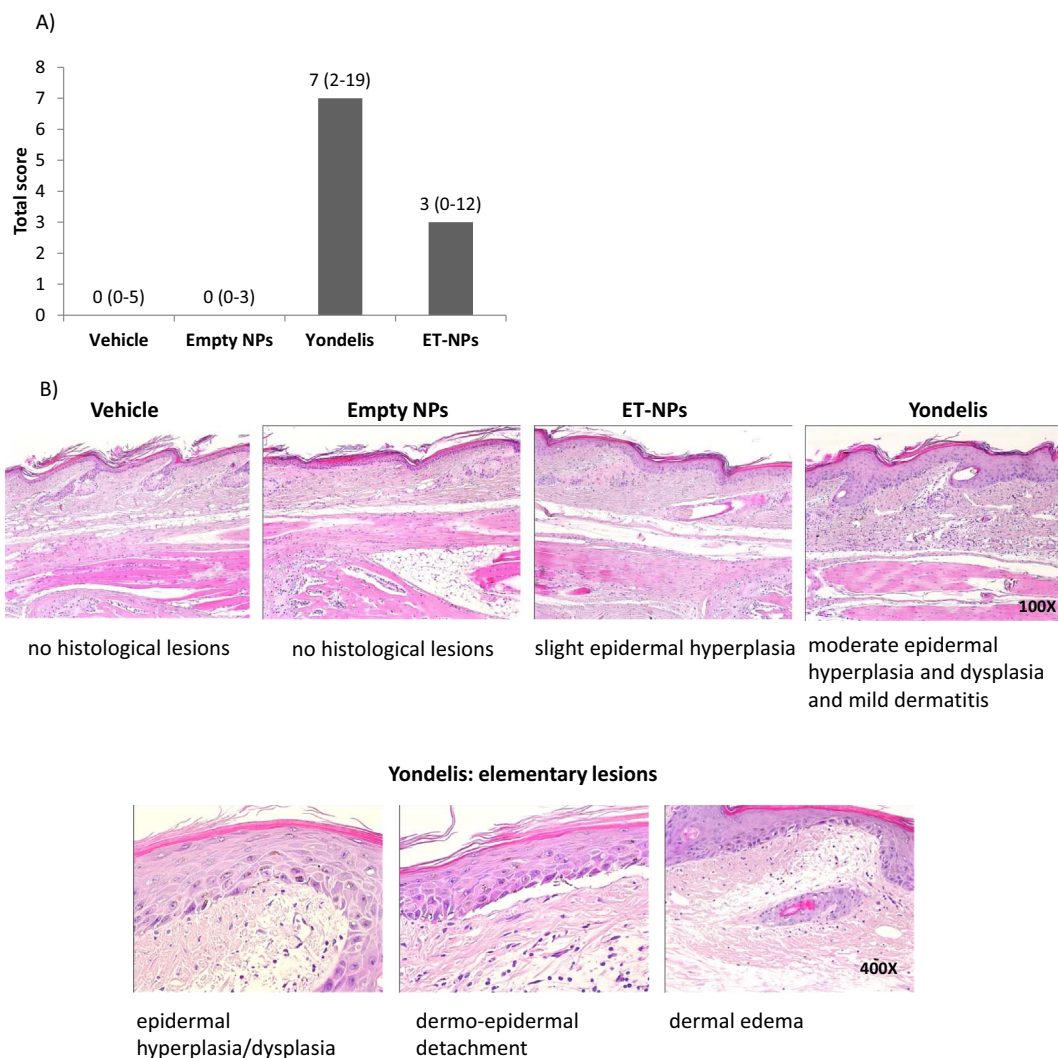 A)
8
7
6
5
4
3
2
1
0
Total score
0 (0-5)
0 (0-3)
7 (2-19)
3 (0-12)
Vehicle
Empty NPs
Yondelis
ET-NPs
B)
Vehicle
Empty NPs
ET-NPs
Yondelis
100X
no histological lesions
no histological lesions
slight epidermal hyperplasia
moderate epidermal
hyperplasia and dysplasia
and mild dermatitis
Yondelis: elementary lesions
400X
epidermal
hyperplasia/dysplasia
dermo-epidermal
detachment
dermal edema